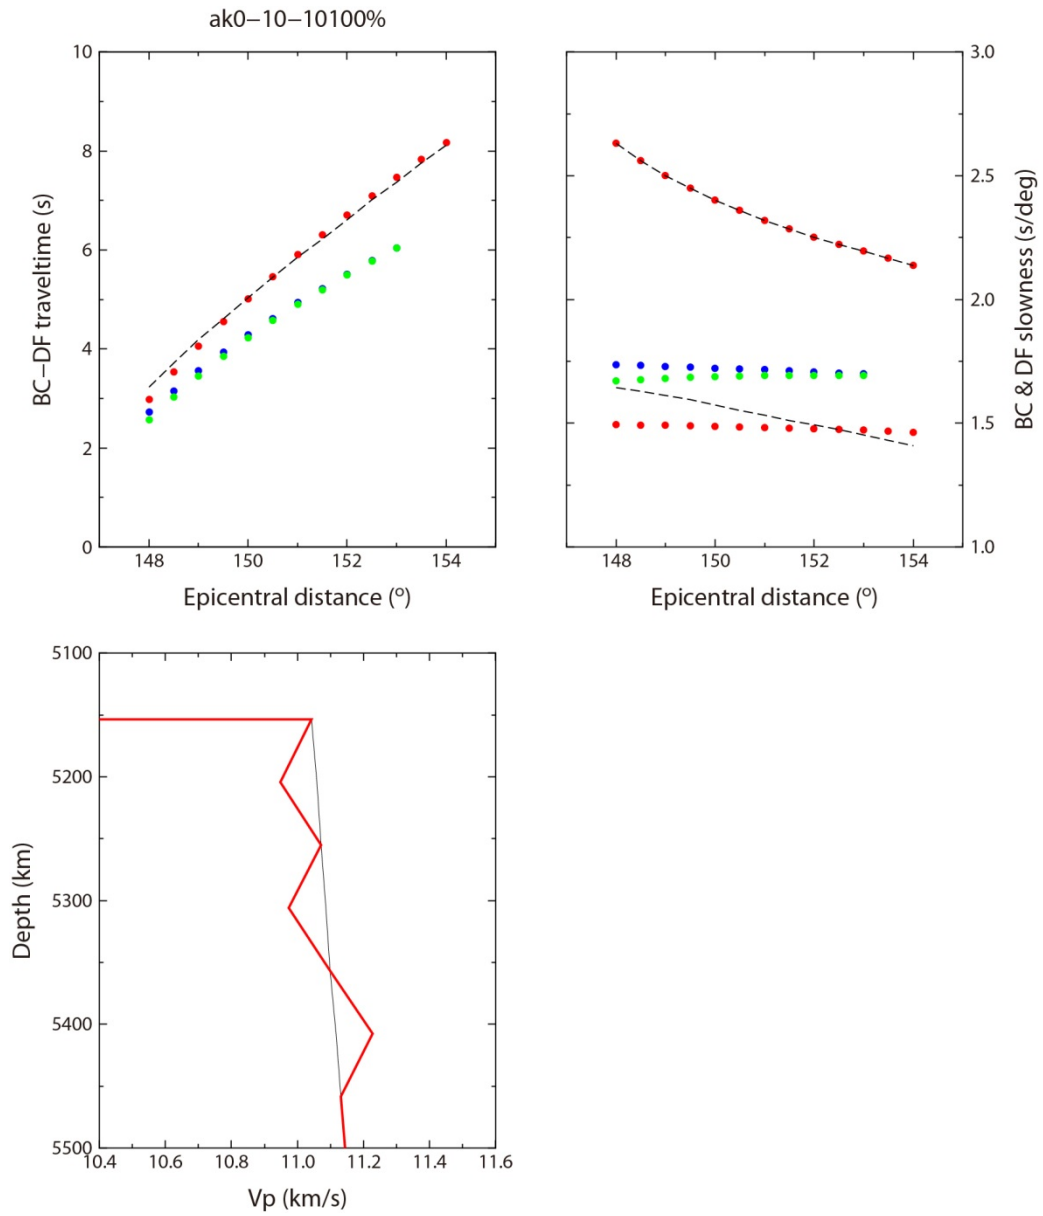 ak0−10−10100%
10
8
6
4
2
0
BC−DF traveltime (s)
148 150 152 154
Epicentral distance (º)
3.0
2.5
2.0
1.5
1.0
BC & DF slowness (s/deg)
148 150 152 154
Epicentral distance (º)
5100
5200
5300
5400
5500
Depth (km)
10.4 10.6 10.8 11.0 11.2 11.4 11.6
Vp (km/s)